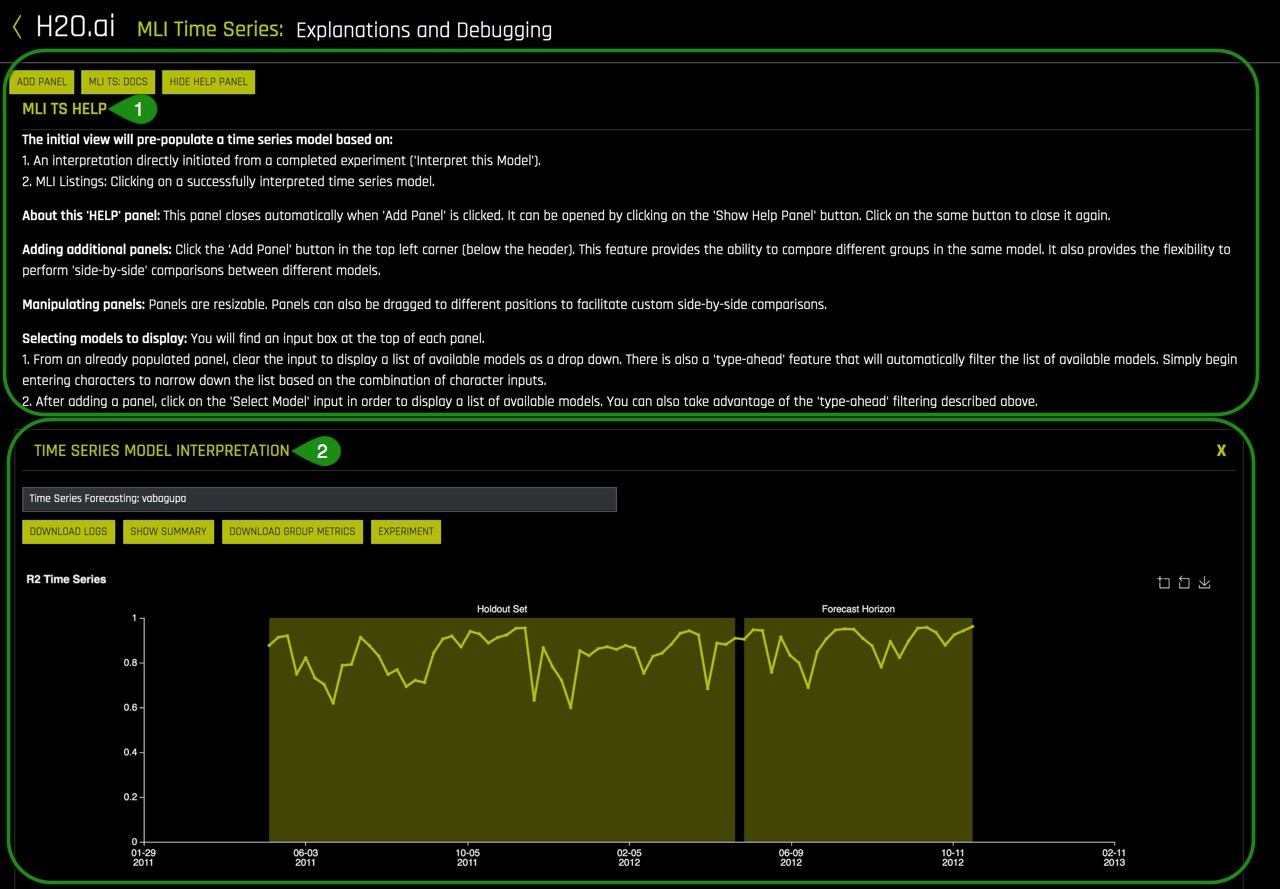 H2O.ai MLI Time Series: Explanations and Debugging
ADD PANEL MLI TS: DOCS HIDE HELP PANEL
MLI TS HELP 1
The initial view will pre-populate a time series model based on:
1. An interpretation directly initiated from a completed experiment ('Interpret this Model').
2. MLI Listings: Clicking on a successfully interpreted time series model.
About this 'HELP' panel: This panel closes automatically when 'Add Panel' is clicked. It can be opened by clicking on the 'Show Help Panel' button. Click on the same button to close it again.
Adding additional panels: Click the 'Add Panel' button in the top left corner (below the header). This feature provides the ability to compare different groups in the same model. It also provides the flexibility to
perform 'side-by-side' comparisons between different models.
Manipulating panels: Panels are resizable. Panels can also be dragged to different positions to facilitate custom side-by-side comparisons.
Selecting models to display: You will find an input box at the top of each panel.
1. From an already populated panel, clear the input to display a list of available models as a drop down. There is also a 'type-ahead' feature that will automatically filter the list of available models. Simply begin
entering characters to narrow down the list based on the combination of character inputs.
2. After adding a panel, click on the 'Select Model' input in order to display a list of available models. You can also take advantage of the 'type-ahead' filtering described above.
TIME SERIES MODEL INTERPRETATION 2 X
Time Series Forecasting: vabagupa
DOWNLOAD LOGS SHOW SUMMARY DOWNLOAD GROUP METRICS EXPERIMENT
R2 Time Series
Holdout Set Forecast Horizon
1
0.8
0.6
0.4
0.2
0
01-29 06-03 10-05 02-05 06-09 10-11 02-11
2011 2011 2011 2012 2012 2012 2013